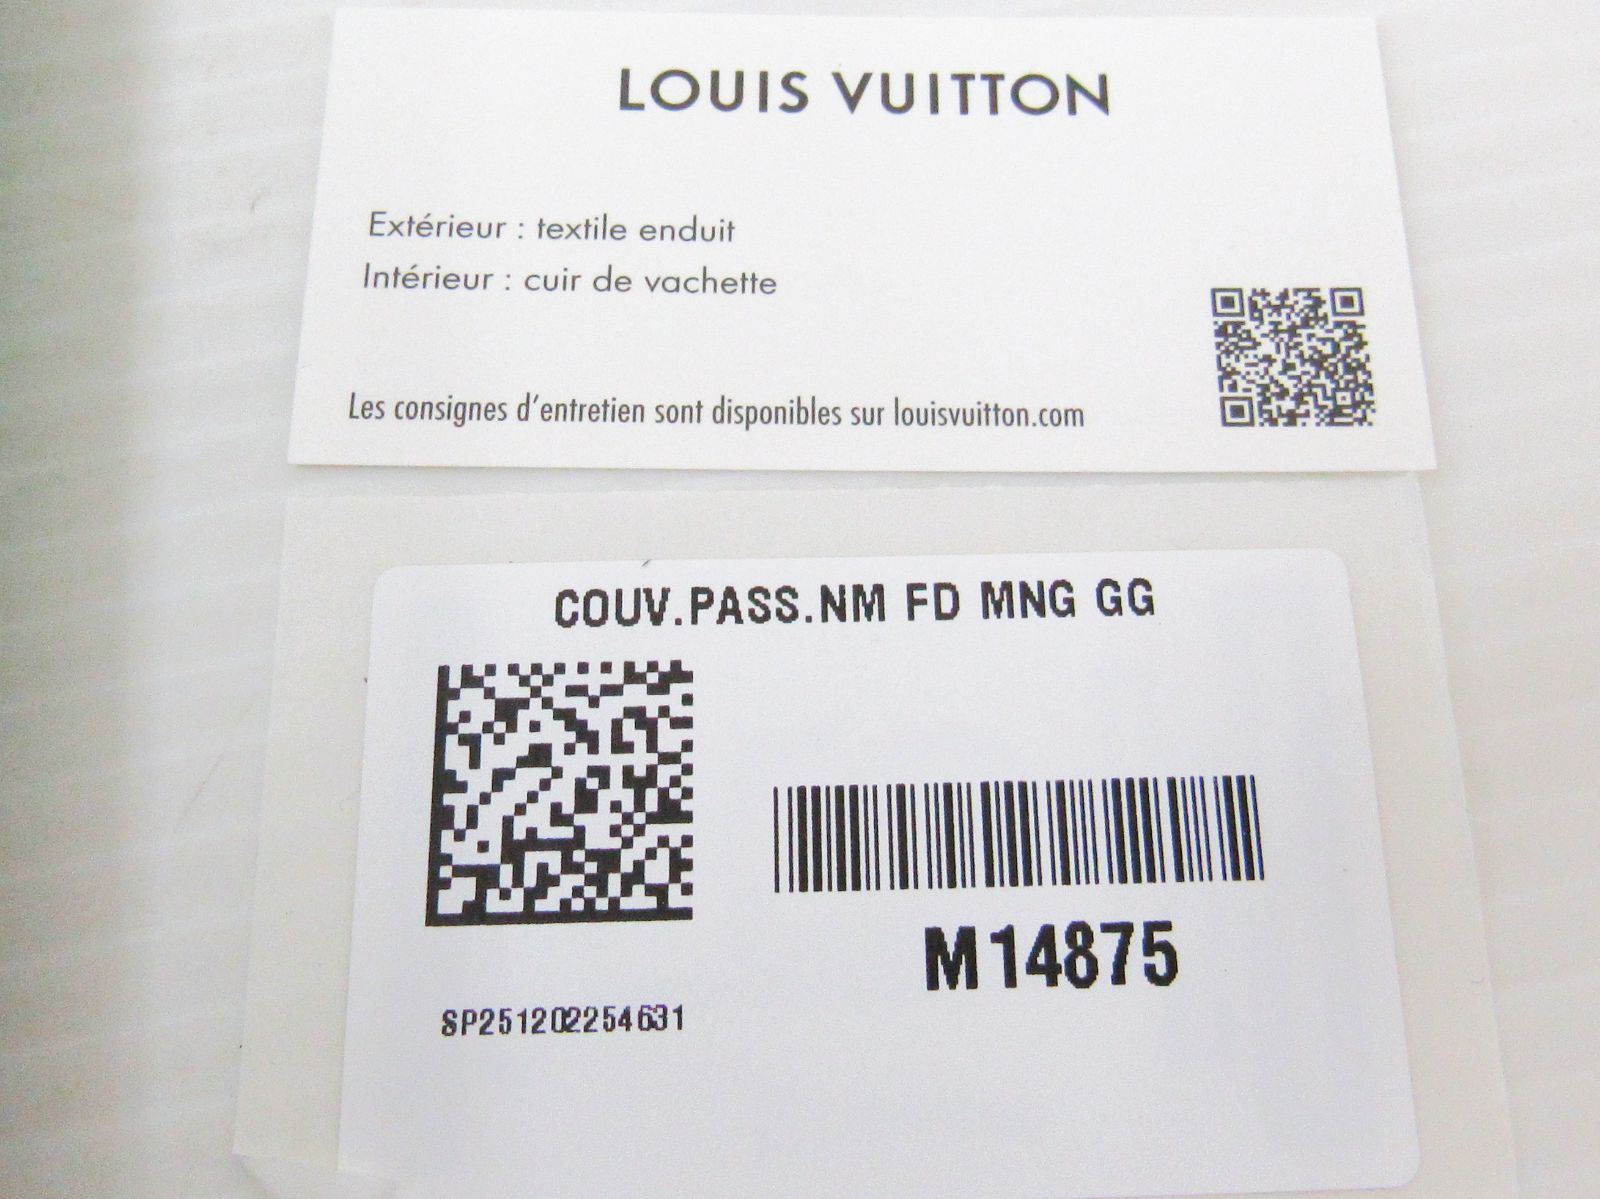 LOUIS VUITTON
Extérieur : textile enduit
Intérieur : cuir de vachette
Les consignes d'entretien sont disponibles sur louisvuitton.com
COUV.PASS.NM FD MNG GG
M14875
SP251202254631